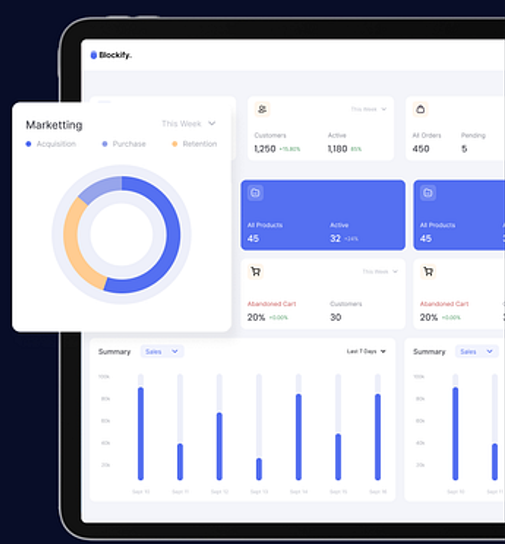 Blockify.
Marketting
This Week
Acquisition
Purchase
Retention
This Week
Customers
Active
1,250 +15.80%
1,180 85%
All Orders
Pending
450
5
All Products
Active
45
32 +24%
All Products
45
This Week
Abandoned Cart
Customers
20% +0.00%
30
Abandoned Cart
20% +0.00%
Summary
Sales
Last 7 Days
100k
80k
60k
40k
20k
Sept 10
Sept 11
Sept 12
Sept 13
Sept 14
Sept 15
Sept 16
Summary
Sales
100k
80k
60k
40k
20k
Sept 10